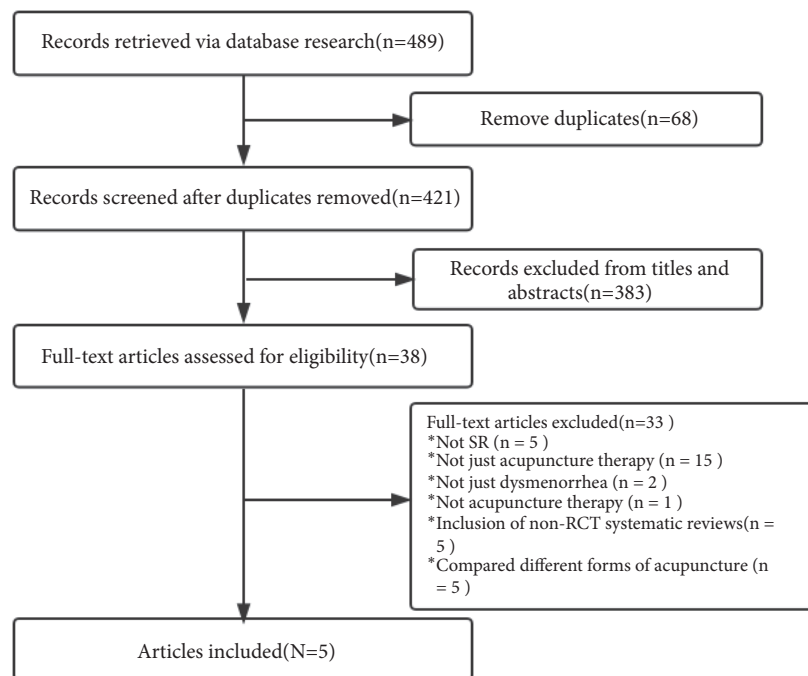 Records retrieved via database research(n=489)
Remove duplicates(n=68)
Records screened after duplicates removed(n=421)
Records excluded from titles and
abstracts(n=383)
Full-text articles assessed for eligibility(n=38)
Full-text articles excluded(n=33 )
*Not SR (n = 5 )
*Not just acupuncture therapy (n = 15 )
*Not just dysmenorrhea (n = 2 )
*Not acupuncture therapy (n = 1 )
*Inclusion of non-RCT systematic reviews(n =
5 )
*Compared different forms of acupuncture (n
= 5 )
Articles included(N=5)